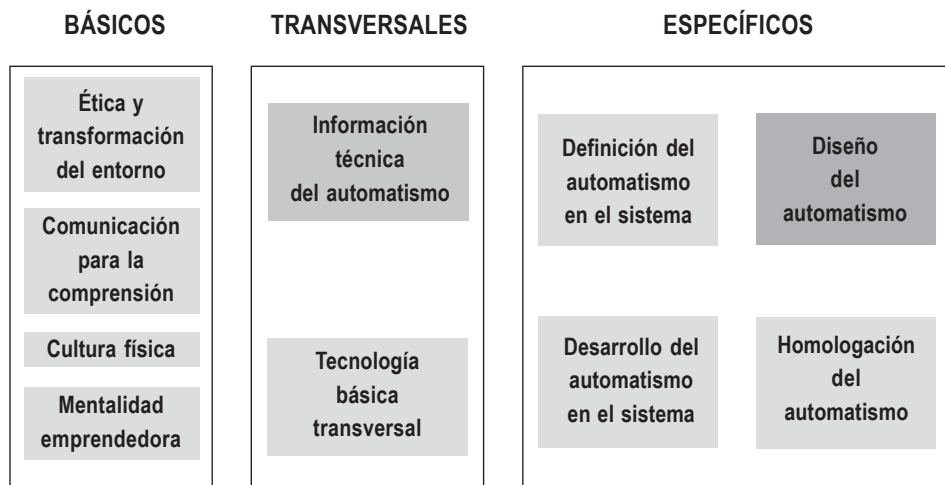 BÁSICOS
Ética y
transformación
del entorno
Comunicación
para la
comprensión
Cultura física
Mentalidad
emprendedora
TRANSVERSALES
Información
técnica
del automatismo
Tecnología
básica
transversal
ESPECÍFICOS
Definición del
automatismo
en el sistema
Diseño
del
automatismo
Desarrollo del
automatismo
en el sistema
Homologación
del
automatismo